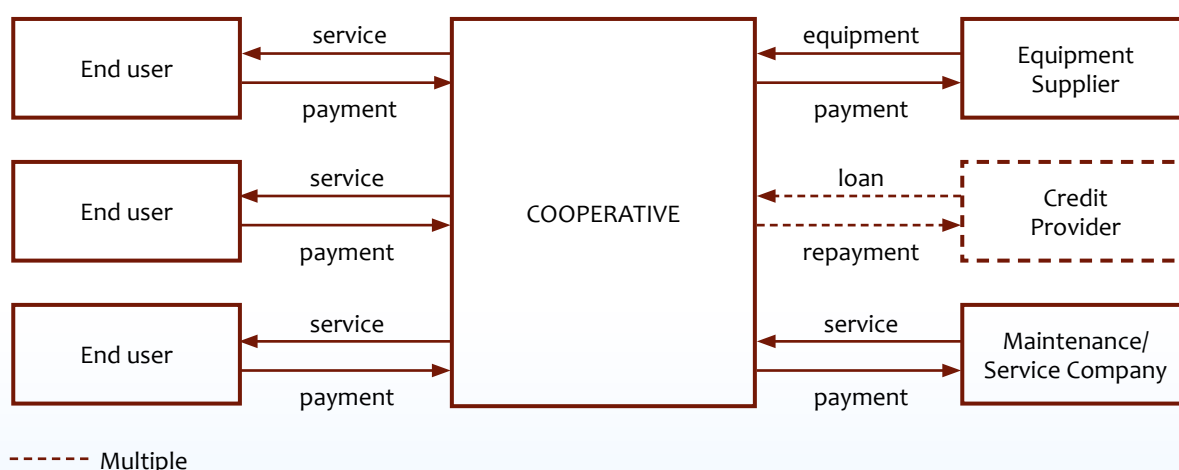 service
End user
payment
service
End user
payment
service
End user
payment
COOPERATIVE
equipment
Equipment
Supplier
payment
loan
Credit
Provider
repayment
service
Maintenance/
Service Company
payment
Multiple